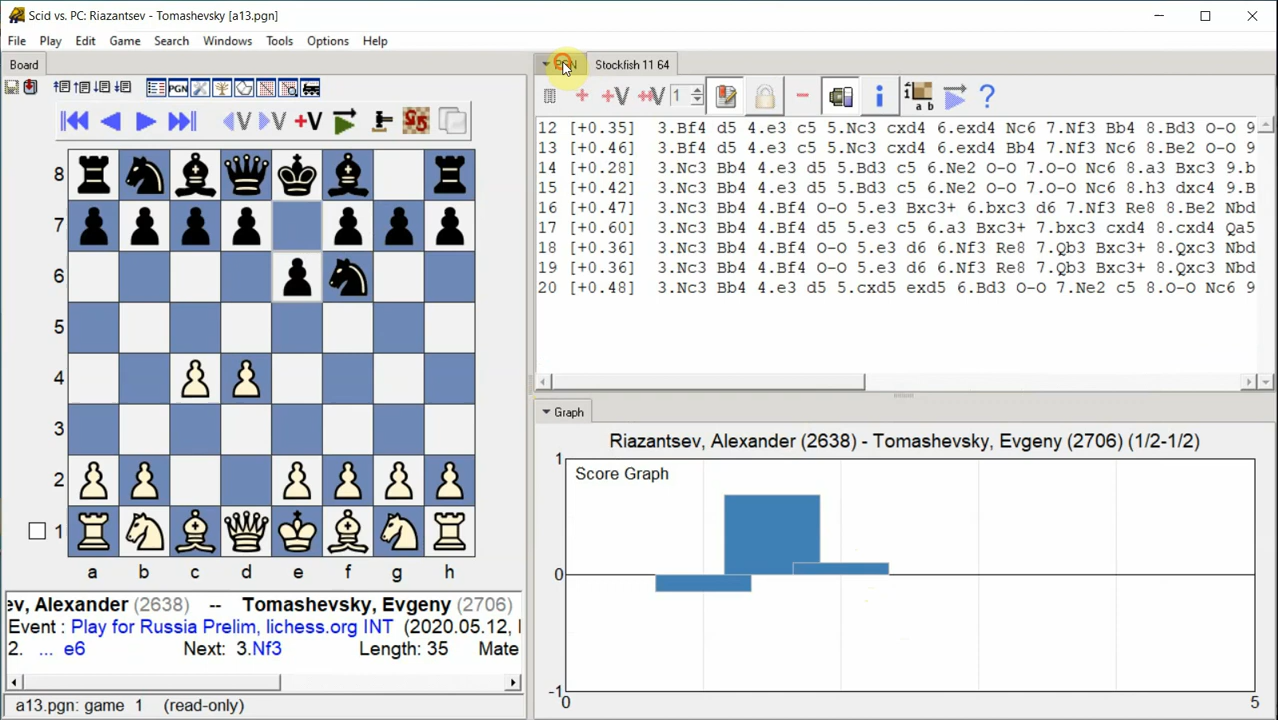 Scid vs. PC: Riazantsev - Tomashevsky [a13.pgn]
File Play Edit Game Search Windows Tools Options Help
Board
PGN
Stockfish 11 64
PGN
+V
+V +V 1
i
a b
?
8
7
6
5
4
3
2
1
a b c d e f g h
12 [+0.35] 3.Bf4 d5 4.e3 c5 5.Nc3 cxd4 6.exd4 Nc6 7.Nf3 Bb4 8.Bd3 O-O 9
13 [+0.46] 3.Bf4 d5 4.e3 c5 5.Nc3 cxd4 6.exd4 Bb4 7.Nf3 Nc6 8.Be2 O-O 9
14 [+0.28] 3.Nc3 Bb4 4.e3 d5 5.Bd3 c5 6.Ne2 O-O 7.O-O Nc6 8.a3 Bxc3 9.b
15 [+0.42] 3.Nc3 Bb4 4.e3 d5 5.Bd3 c5 6.Ne2 O-O 7.O-O Nc6 8.h3 dxc4 9.B
16 [+0.47] 3.Nc3 Bb4 4.Bf4 O-O 5.e3 Bxc3+ 6.bxc3 d6 7.Nf3 Re8 8.Be2 Nbd
17 [+0.60] 3.Nc3 Bb4 4.Bf4 d5 5.e3 c5 6.a3 Bxc3+ 7.bxc3 cxd4 8.cxd4 Qa5
18 [+0.36] 3.Nc3 Bb4 4.Bf4 O-O 5.e3 d6 6.Nf3 Re8 7.Qb3 Bxc3+ 8.Qxc3 Nbd
19 [+0.36] 3.Nc3 Bb4 4.Bf4 O-O 5.e3 d6 6.Nf3 Re8 7.Qb3 Bxc3+ 8.Qxc3 Nbd
20 [+0.48] 3.Nc3 Bb4 4.e3 d5 5.cxd5 exd5 6.Bd3 O-O 7.Ne2 c5 8.O-O Nc6 9
Graph
Riazantsev, Alexander (2638) - Tomashevsky, Evgeny (2706) (1/2-1/2)
Score Graph
1
0
-1
0 5
ev, Alexander (2638) -- Tomashevsky, Evgeny (2706)
Event : Play for Russia Prelim, lichess.org INT (2020.05.12,
2. ... e6 Next: 3.Nf3 Length: 35 Mate
a13.pgn: game 1 (read-only)